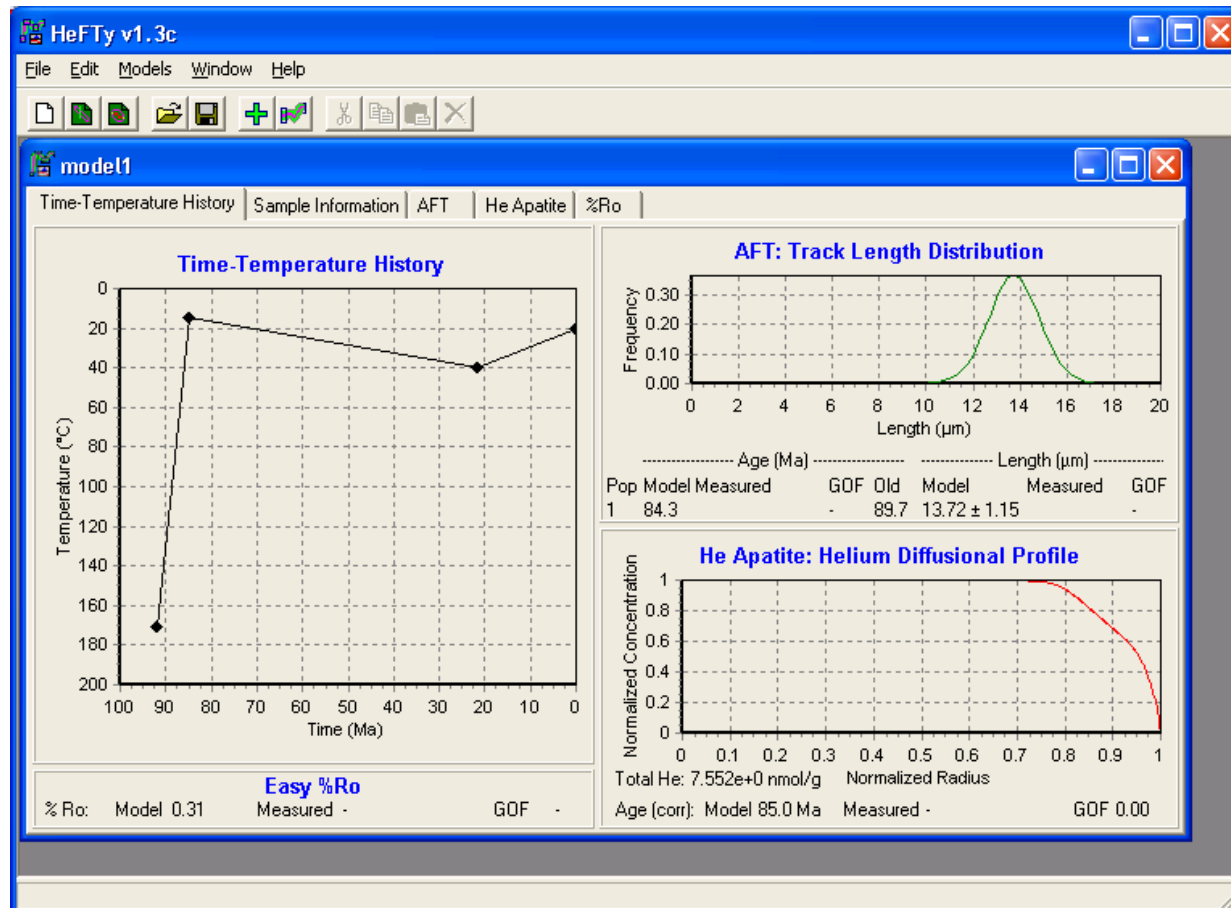 HeFTy v1.3c
File Edit Models Window Help
model1
Time-Temperature History Sample Information AFT He Apatite %Ro
Time-Temperature History
0
20
40
60
80
100
120
140
160
180
200
Temperature (°C)
100 90 80 70 60 50 40 30 20 10 0
Time (Ma)
Easy %Ro
% Ro: Model 0.31 Measured - GOF -
AFT: Track Length Distribution
Frequency
0.30
0.20
0.10
0.00
0 2 4 6 8 10 12 14 16 18 20
Length (µm)
------------------ Age (Ma) ------------------ -------------- Length (µm) --------------
Pop Model Measured GOF Old Model Measured GOF
1 84.3 - 89.7 13.72 ± 1.15 -
He Apatite: Helium Diffusional Profile
Normalized Concentration
1
0.8
0.6
0.4
0.2
0
0 0.1 0.2 0.3 0.4 0.5 0.6 0.7 0.8 0.9 1
Total He: 7.552e+0 nmol/g Normalized Radius
Age (corr): Model 85.0 Ma Measured - GOF 0.00